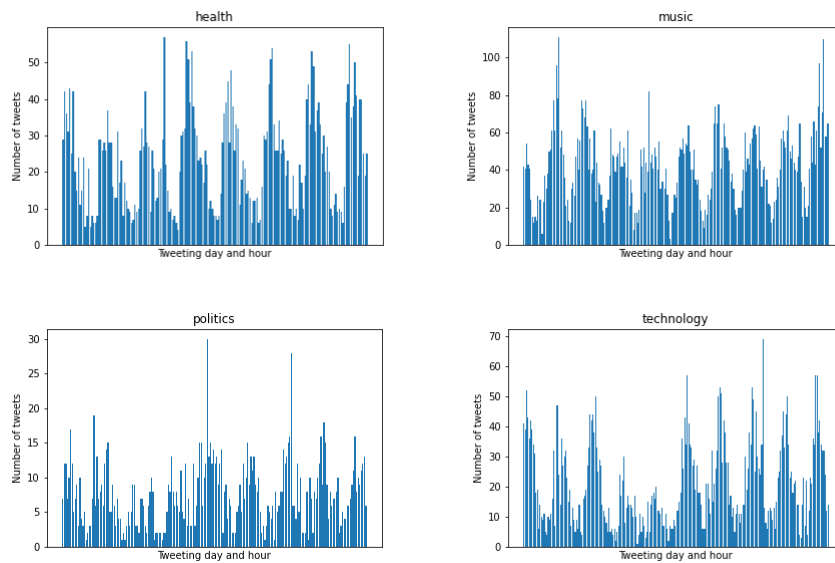 health
50
40
30
20
10
0
Number of tweets
Tweeting day and hour
music
100
80
60
40
20
0
Number of tweets
Tweeting day and hour
politics
30
25
20
15
10
5
0
Number of tweets
Tweeting day and hour
technology
70
60
50
40
30
20
10
0
Number of tweets
Tweeting day and hour